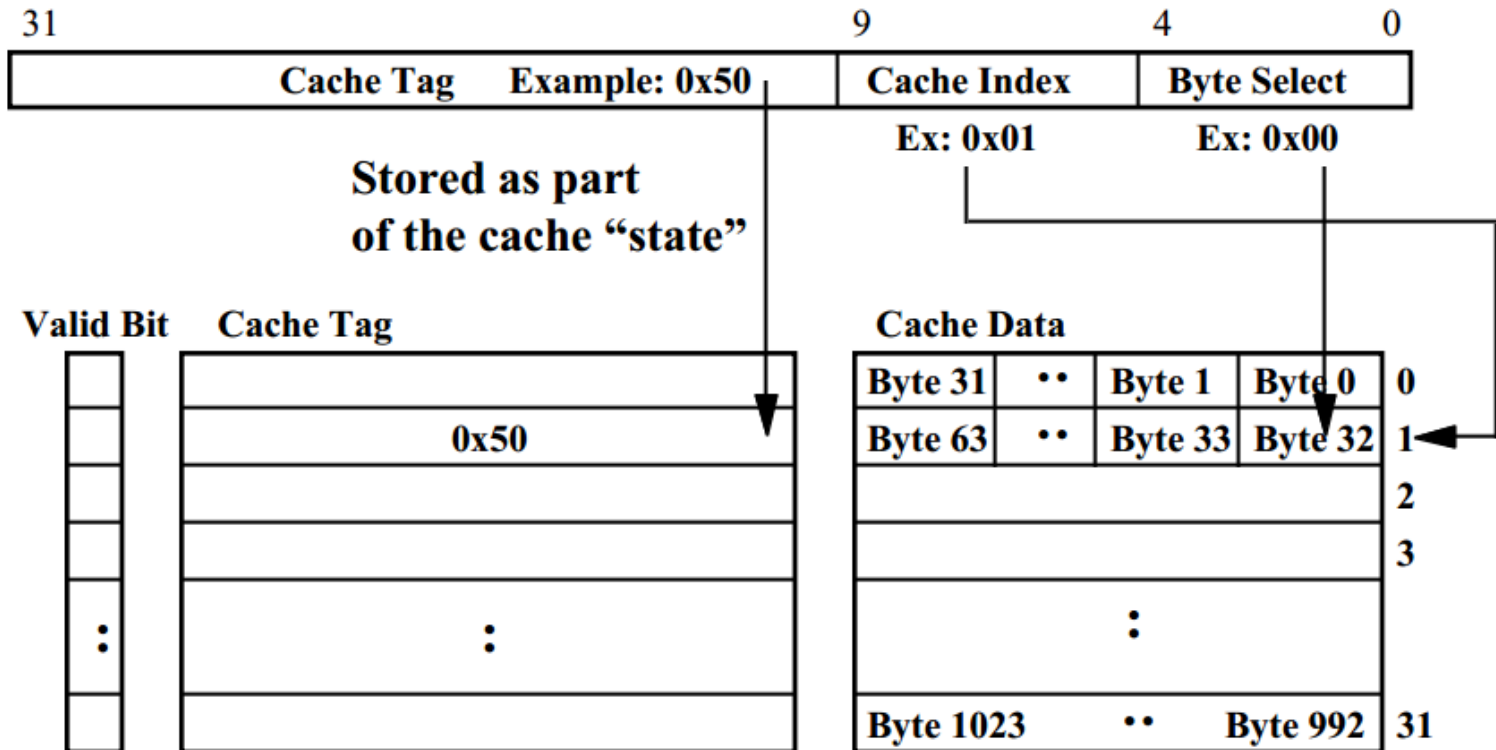 31 9 4 0
Cache Tag Example: 0x50 Cache Index Byte Select
Ex: 0x01 Ex: 0x00
Stored as part
of the cache “state”
Valid Bit Cache Tag Cache Data
Byte 31 •• Byte 1 Byte 0 0
0x50 Byte 63 •• Byte 33 Byte 32 1
2
3
: : :
Byte 1023 •• Byte 992 31